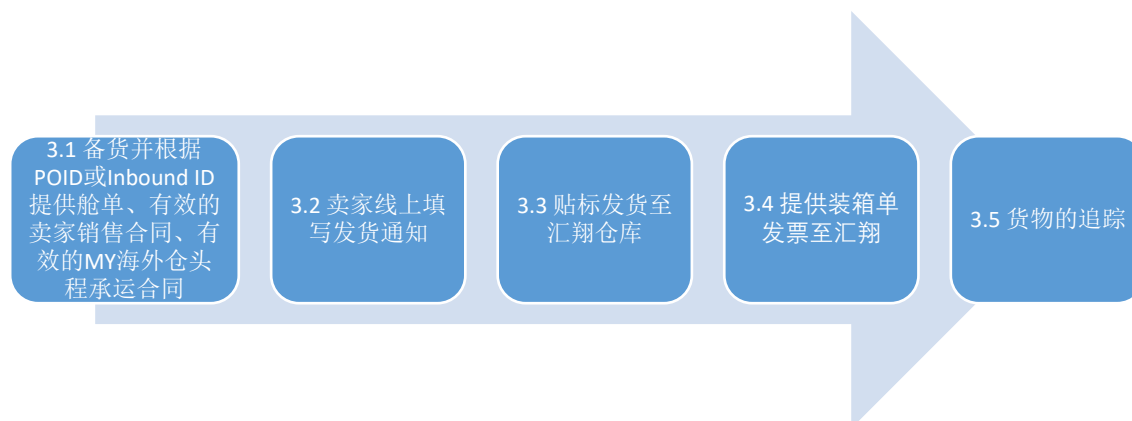 3.1 备货并根据
POID或Inbound ID
提供舱单、有效的
卖家销售合同、有
效的MY海外仓头
程承运合同
3.2 卖家线上填
写发货通知
3.3 贴标发货至
汇翔仓库
3.4 提供装箱单
发票至汇翔
3.5 货物的追踪